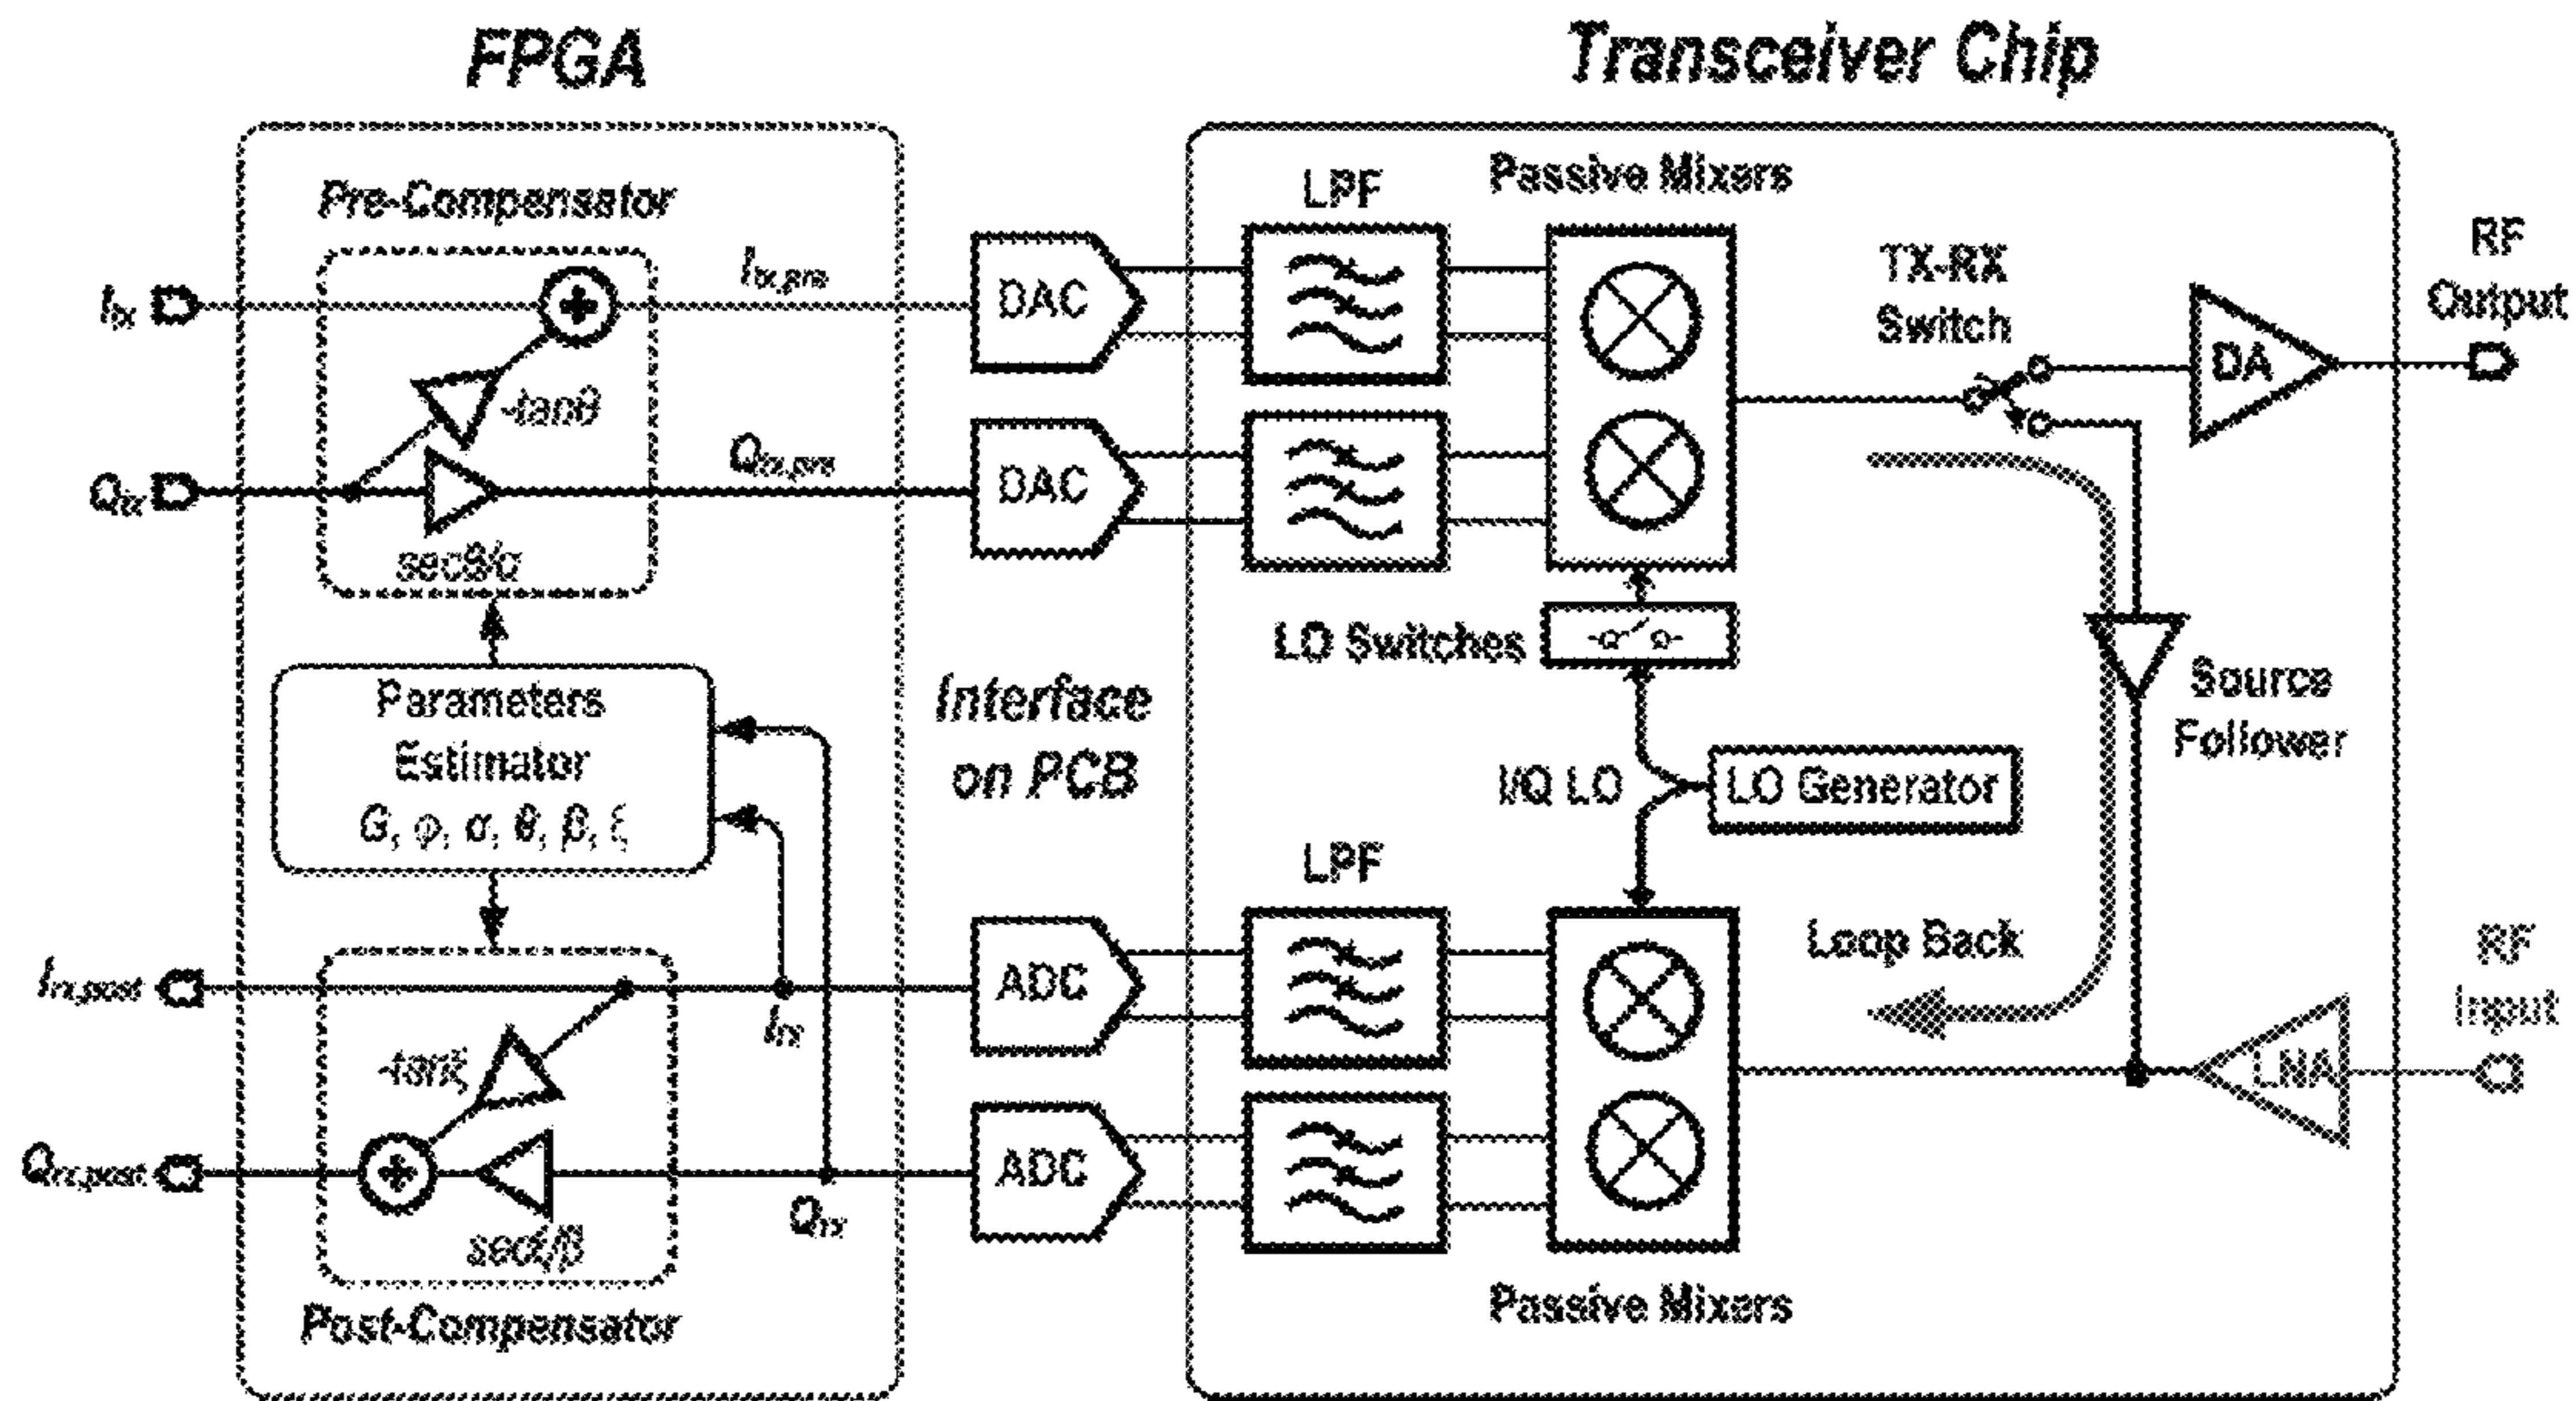 FPGA
Transceiver Chip
Pre-Compensator
LPF
Passive Mixers
I_tx
I_tx,pre
DAC
TX-RX
Switch
DA
RF
Output
-tanθ
Q_tx
Q_tx,pre
DAC
secθ/α
LO Switches
Parameters
Estimator
G, φ, α, θ, β, ξ
Interface
on PCB
Source
Follower
I/Q LO
LO Generator
LPF
Loop Back
RF
Input
I_rx,post
I_rx
ADC
-tanξ
LNA
Q_rx,post
Q_rx
ADC
secξ/β
Post-Compensator
Passive Mixers